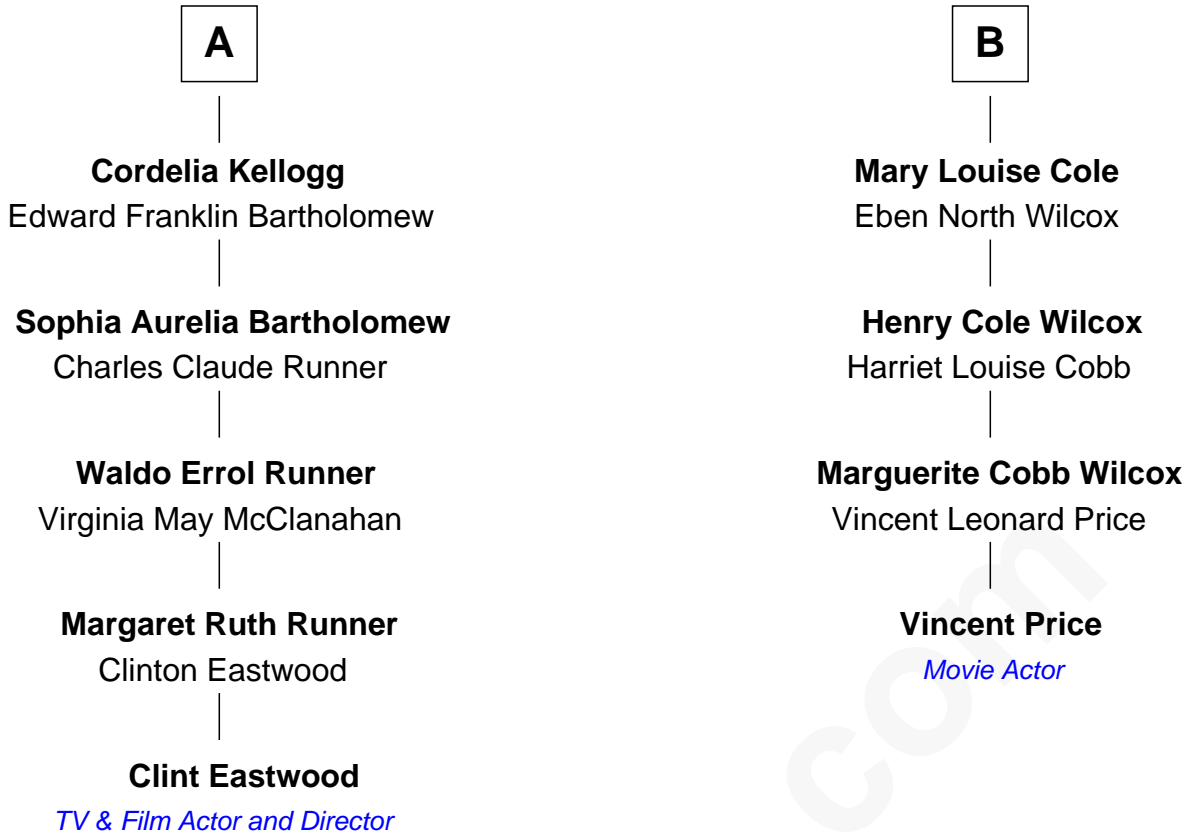 A
Cordelia Kellogg
Edward Franklin Bartholomew
Sophia Aurelia Bartholomew
Charles Claude Runner
Waldo Errol Runner
Virginia May McClanahan
Margaret Ruth Runner
Clinton Eastwood
Clint Eastwood
TV & Film Actor and Director
B
Mary Louise Cole
Eben North Wilcox
Henry Cole Wilcox
Harriet Louise Cobb
Marguerite Cobb Wilcox
Vincent Leonard Price
Vincent Price
Movie Actor
com